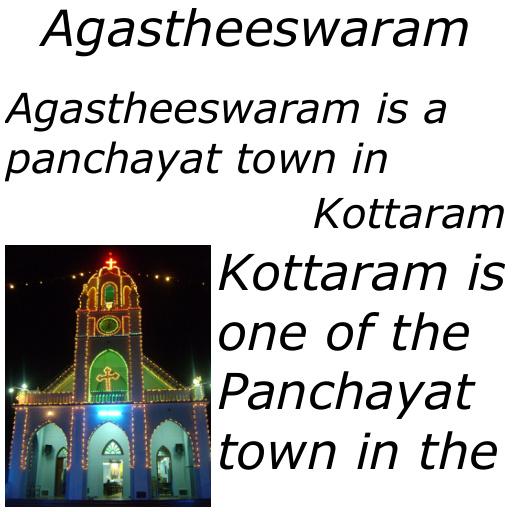 Agastheeswaram
Agastheeswaram is a
panchayat town in
Kottaram
Kottaram is
one of the
Panchayat
town in the